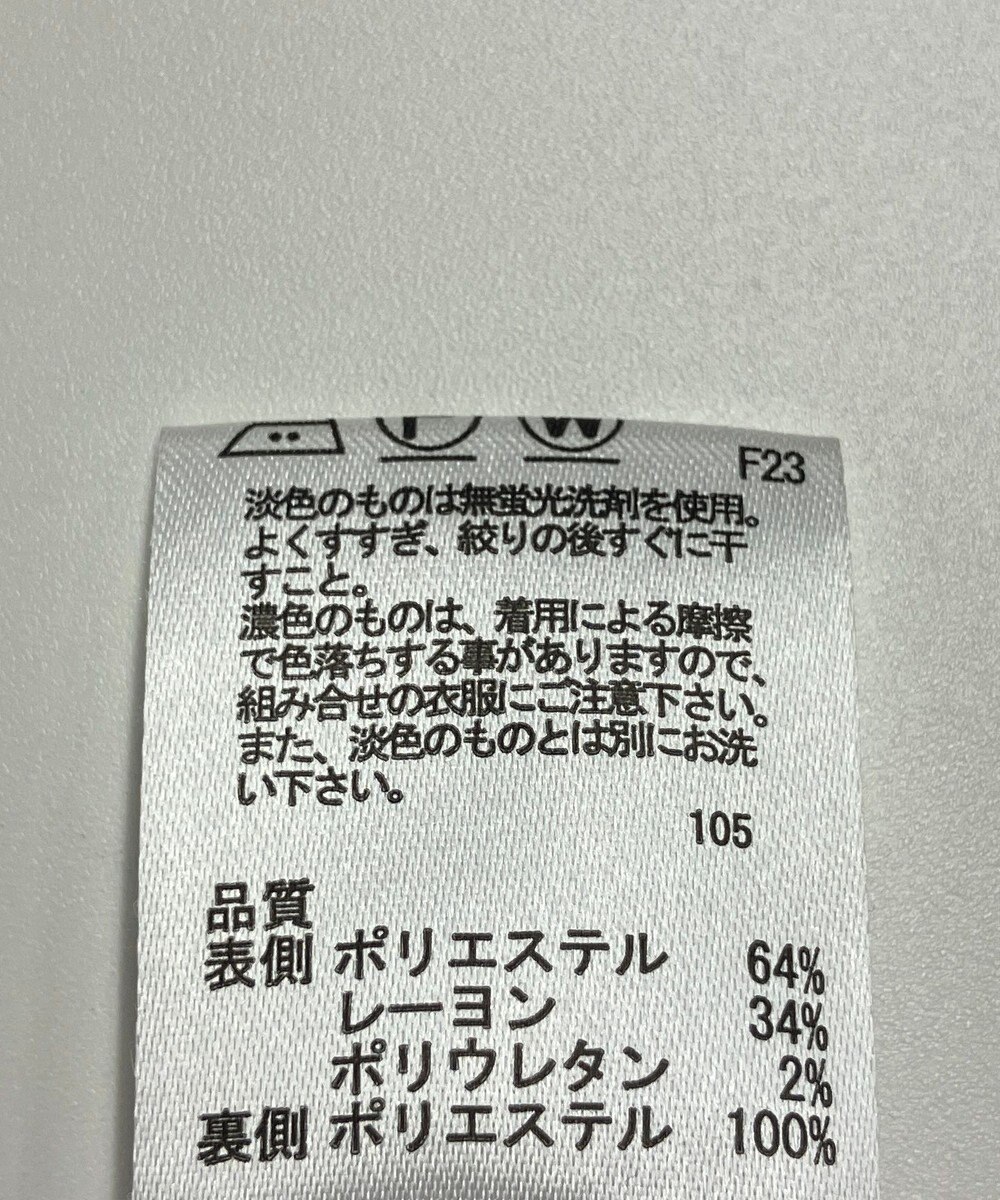 F23
淡色のものは無蛍光洗剤を使用。
よくすすぎ、絞りの後すぐに干
すこと。
濃色のものは、着用による摩擦
で色落ちする事がありますので、
組み合せの衣服にご注意下さい。
また、淡色のものとは別にお洗
い下さい。
105
品質
表側 ポリエステル 64%
レーヨン 34%
ポリウレタン 2%
裏側 ポリエステル 100%